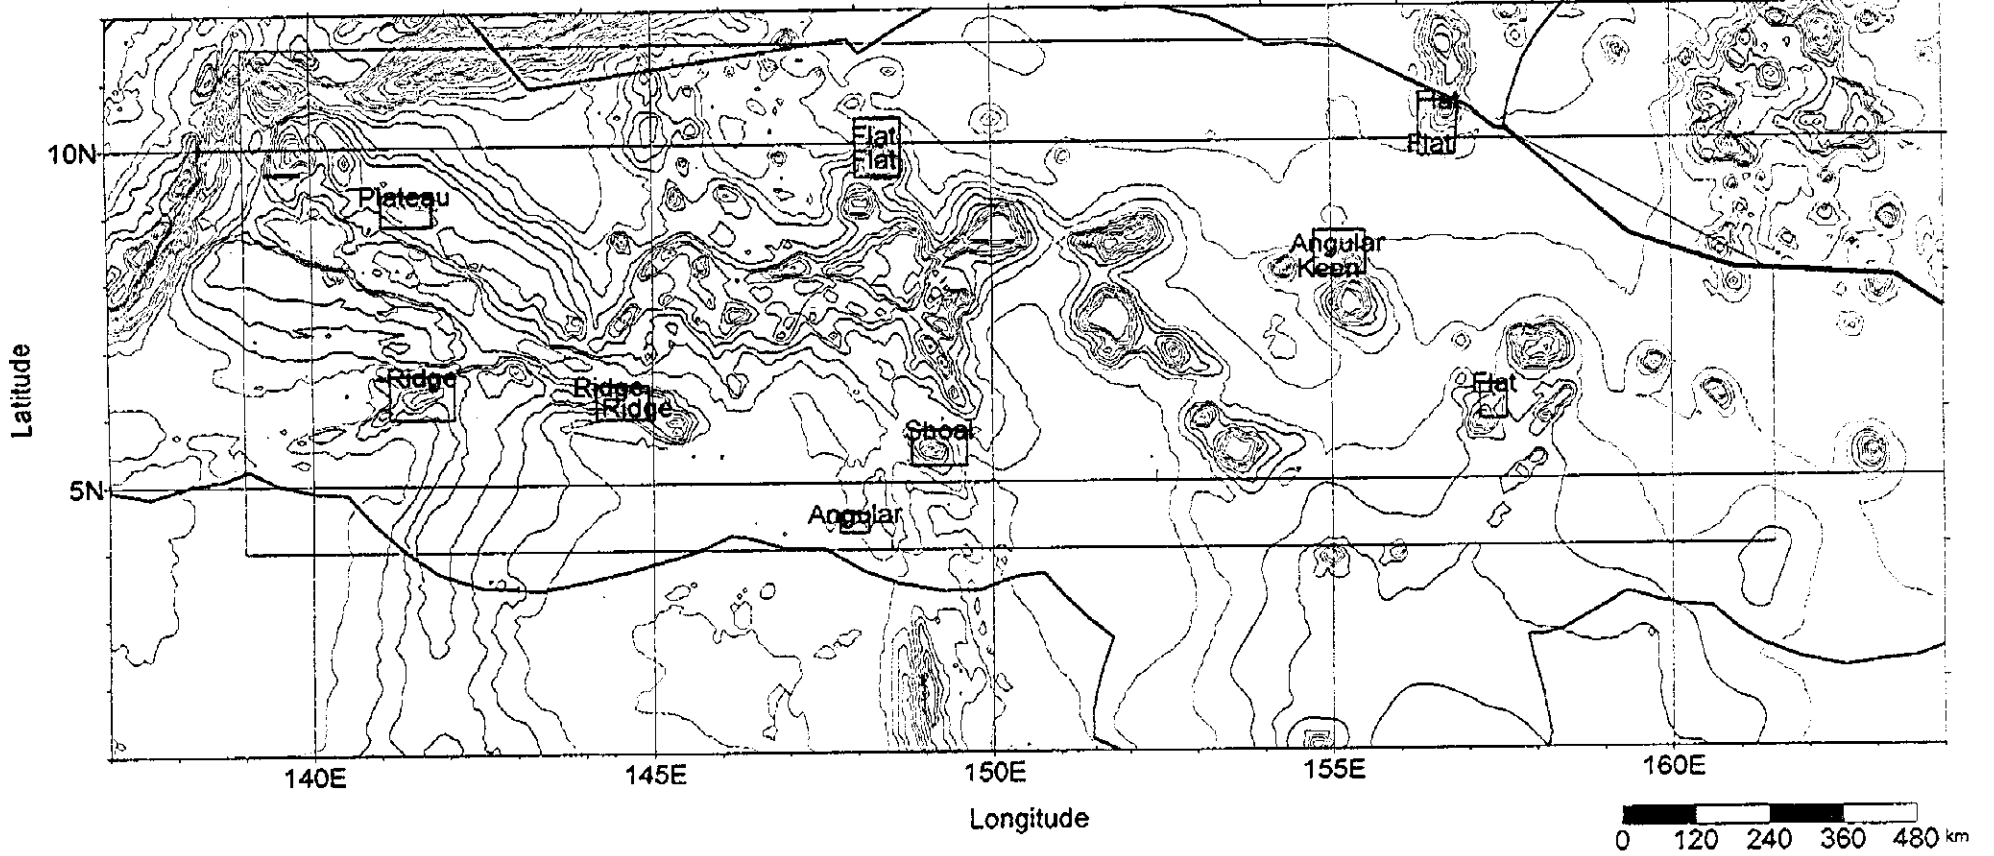 Flat
Flat
10N
Flat
Flat
Plateau
Angular
Keen
Ridge
Ridge
Ridge
Flat
Shoal
5N
Angular
Latitude
140E
145E
150E
155E
160E
Longitude
0 120 240 360 480 km